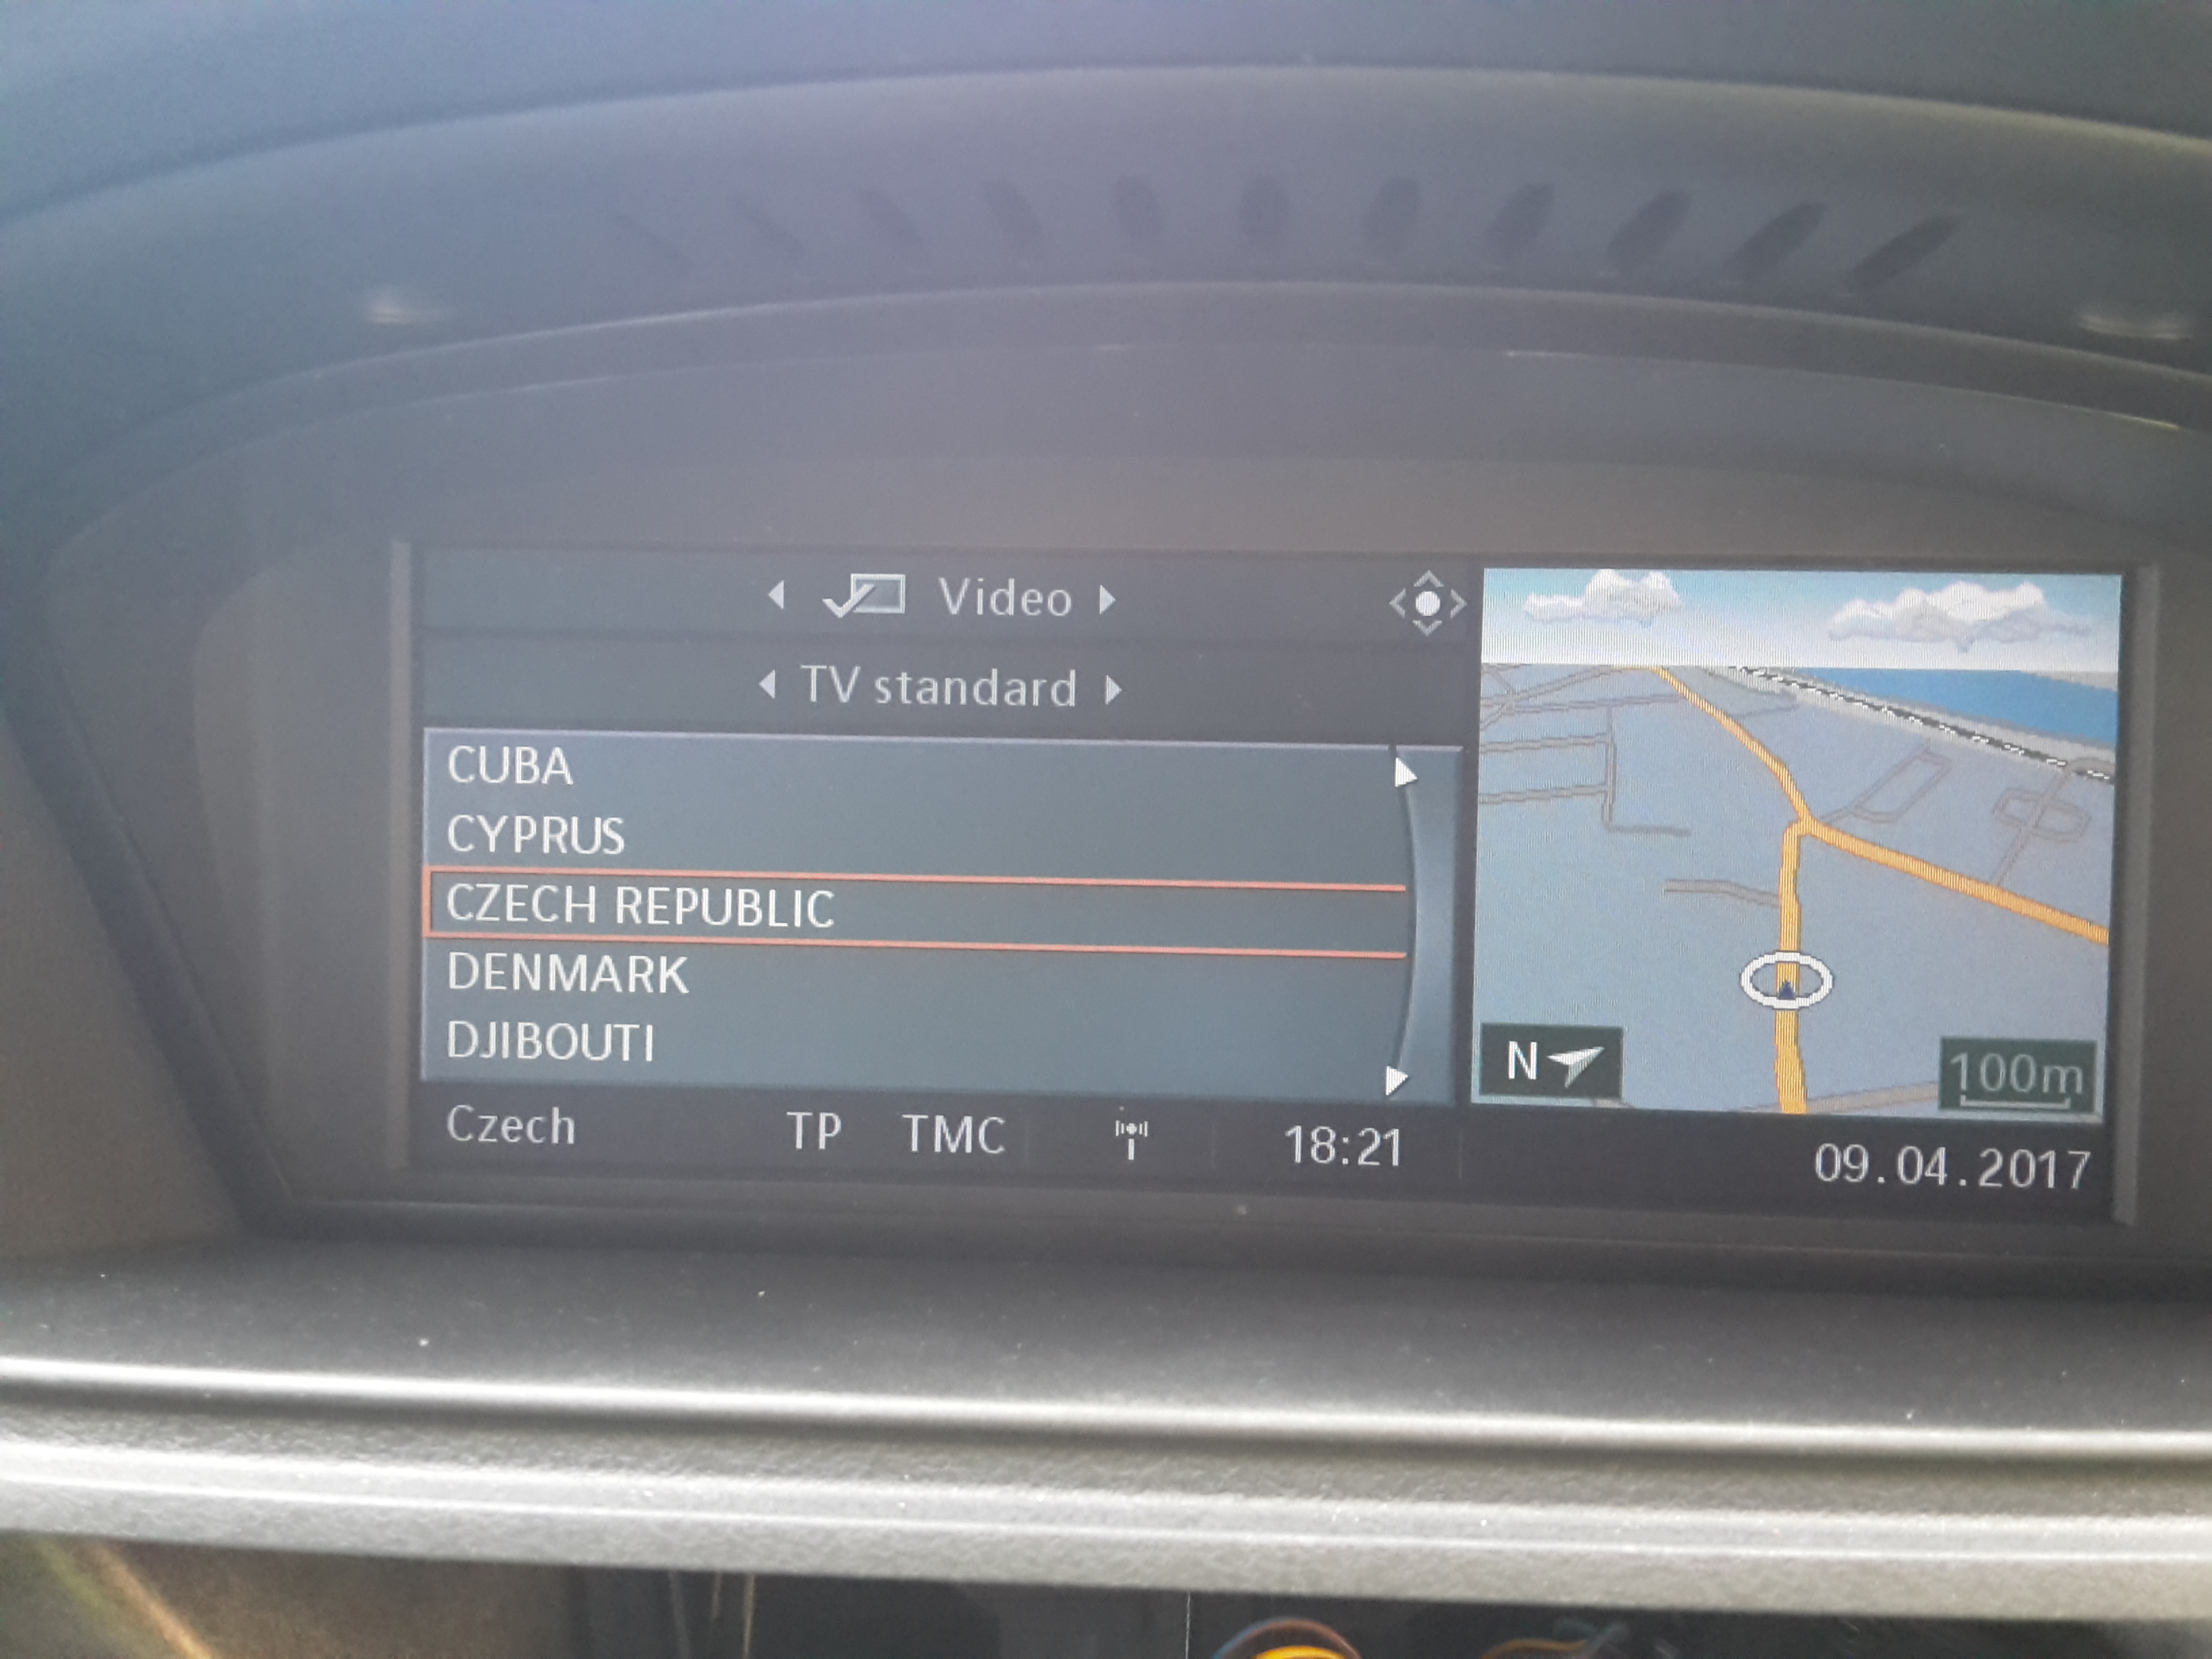 Video
TV standard
CUBA
CYPRUS
CZECH REPUBLIC
DENMARK
DJIBOUTI
N
100m
Czech TP TMC 18:21 09.04.2017